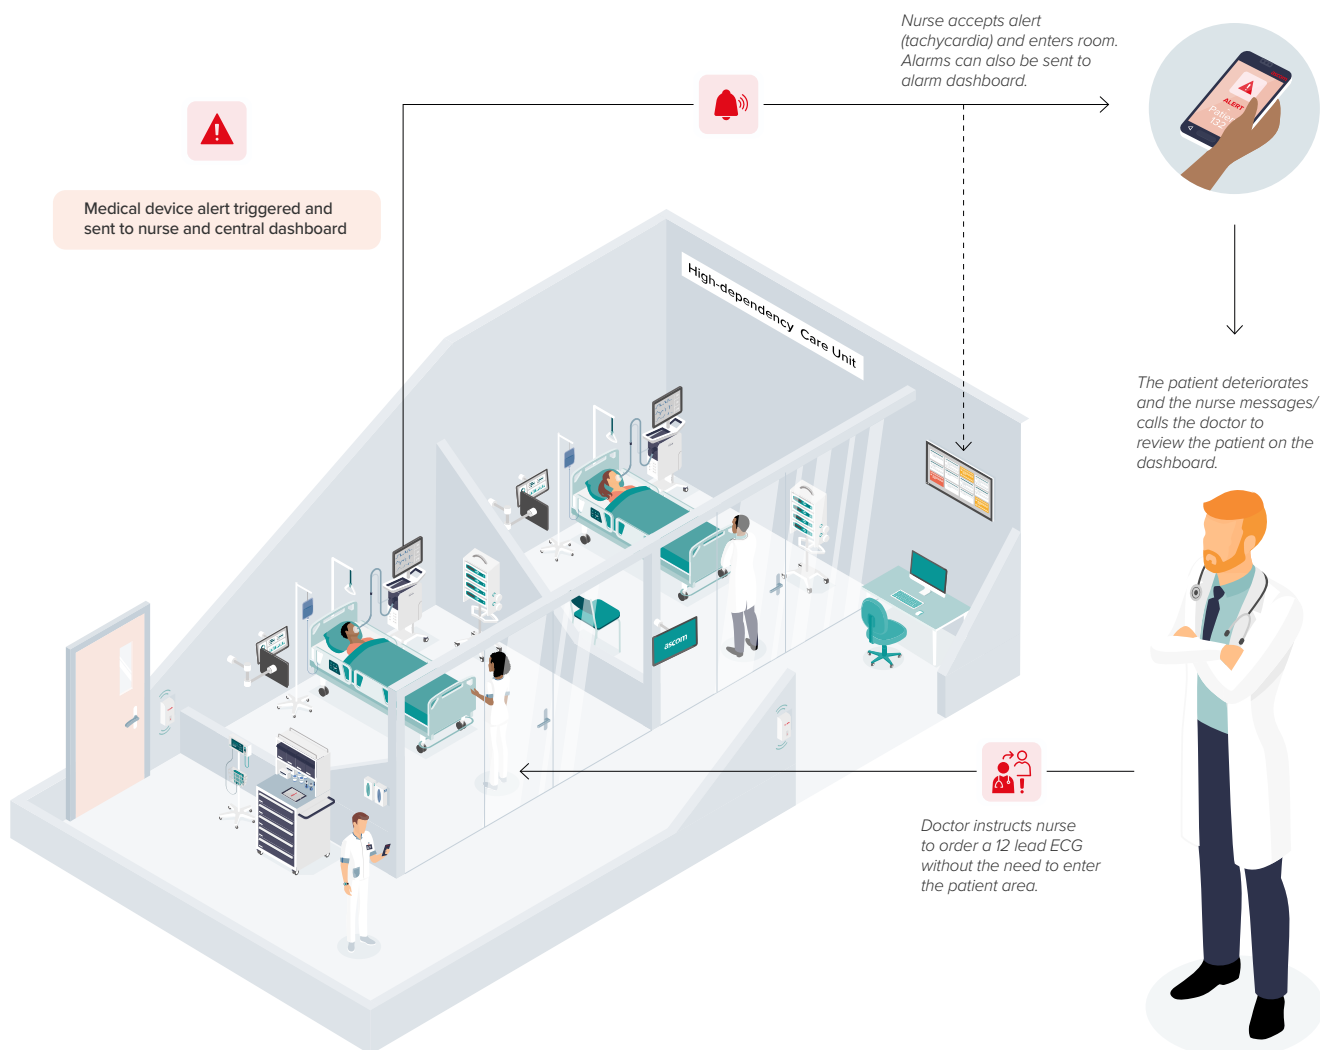 Nurse accepts alert
(tachycardia) and enters room.
Alarms can also be sent to
alarm dashboard.
ALERT
Medical device alert triggered and
sent to nurse and central dashboard
High-dependency Care Unit
The patient deteriorates
and the nurse messages/
calls the doctor to
review the patient on the
dashboard.
ascom
Doctor instructs nurse
to order a 12 lead ECG
without the need to enter
the patient area.